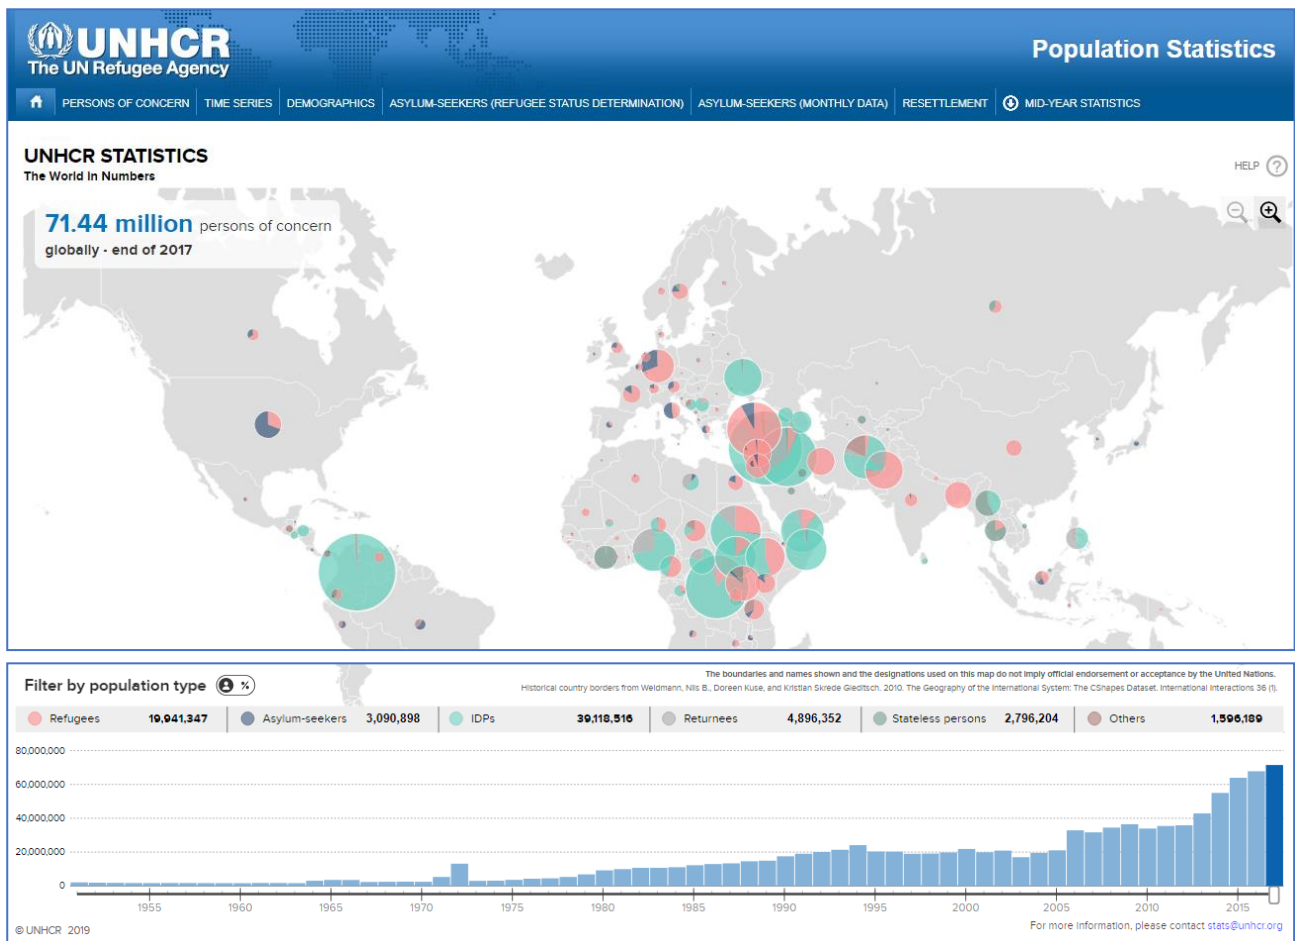 UNHCR
The UN Refugee Agency
Population Statistics
PERSONS OF CONCERN
TIME SERIES
DEMOGRAPHICS
ASYLUM-SEEKERS (REFUGEE STATUS DETERMINATION)
ASYLUM-SEEKERS (MONTHLY DATA)
RESETTLEMENT
MID-YEAR STATISTICS
UNHCR STATISTICS
The World in Numbers
HELP ?
71.44 million persons of concern
globally - end of 2017
Filter by population type %
The boundaries and names shown and the designations used on this map do not imply official endorsement or acceptance by the United Nations.
Historical country borders from Weidmann, Nils B., Doreen Kuse, and Kristian Skrede Gleditsch. 2010. The Geography of the International System: The CShapes Dataset. International Interactions 36 (1).
Refugees 19,941,347
Asylum-seekers 3,090,898
IDPs 39,118,516
Returnees 4,896,352
Stateless persons 2,796,204
Others 1,596,189
80,000,000
60,000,000
40,000,000
20,000,000
0
1955 1960 1965 1970 1975 1980 1985 1990 1995 2000 2005 2010 2015
© UNHCR 2019
For more information, please contact stats@unhcr.org